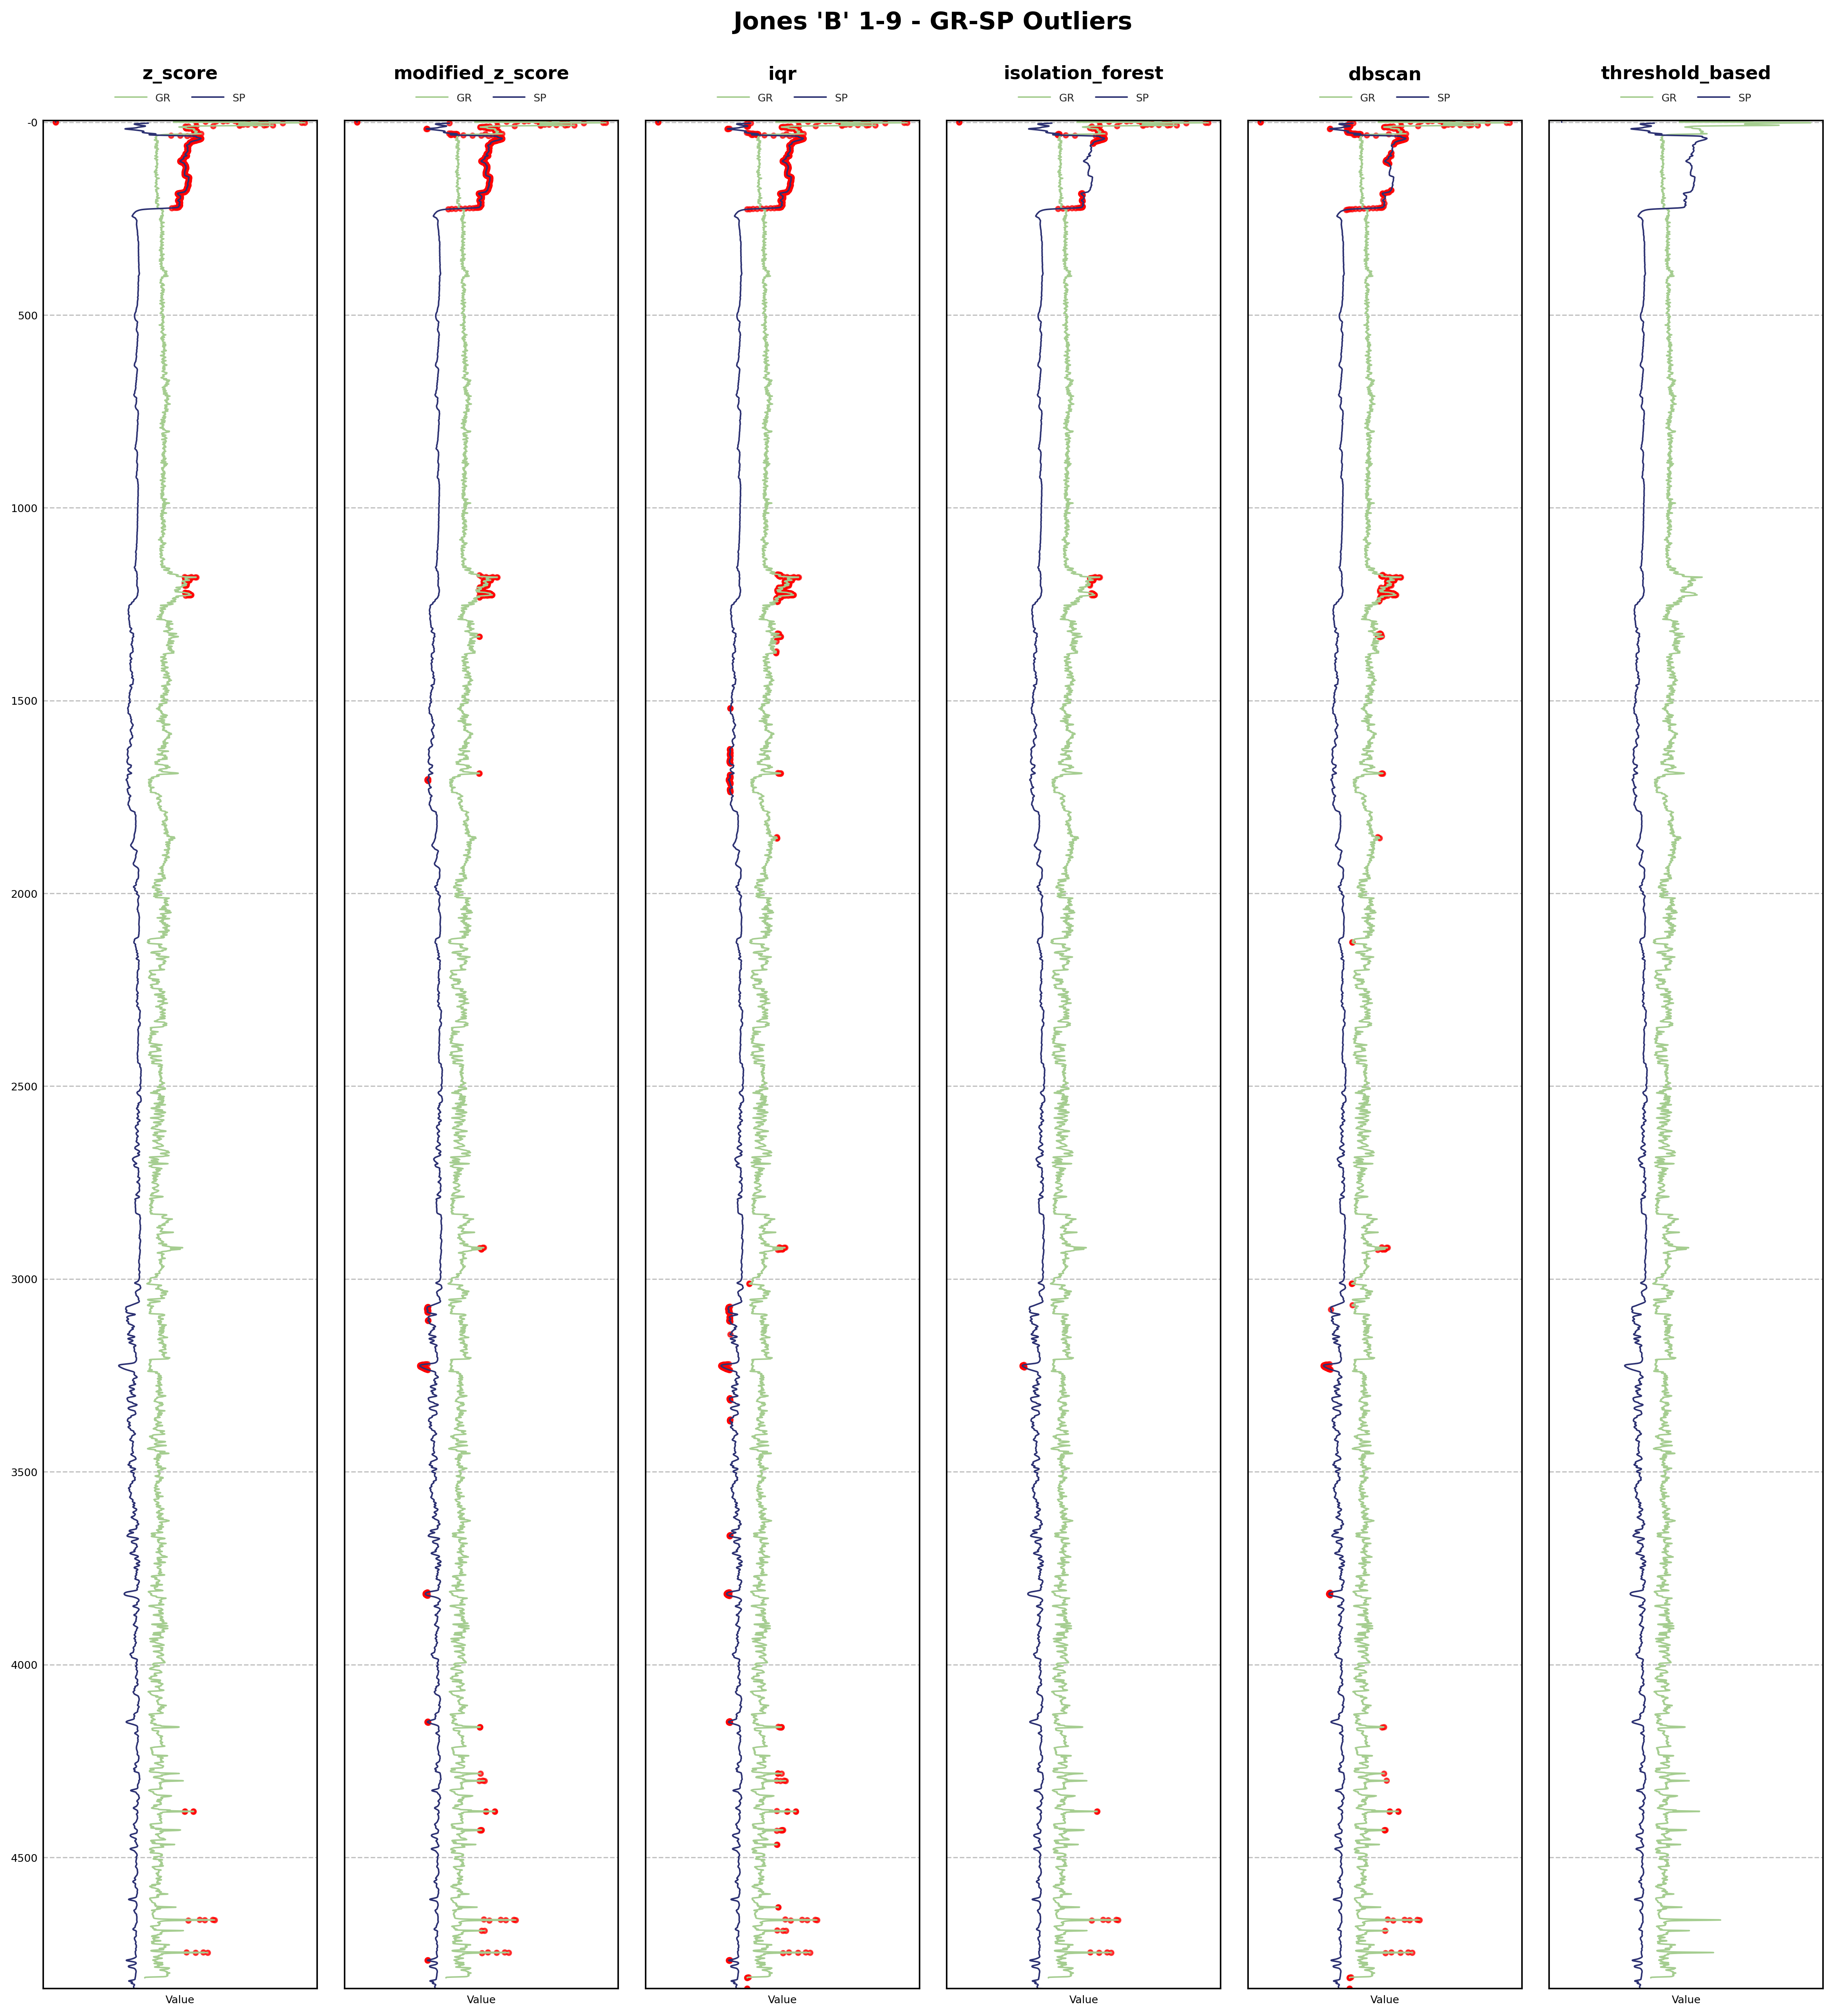 Jones 'B' 1-9 - GR-SP Outliers
z_score modified_z_score iqr isolation_forest dbscan threshold_based
GR SP GR SP GR SP GR SP GR SP GR SP
-0
500
1000
1500
2000
2500
3000
3500
4000
4500
Value Value Value Value Value Value